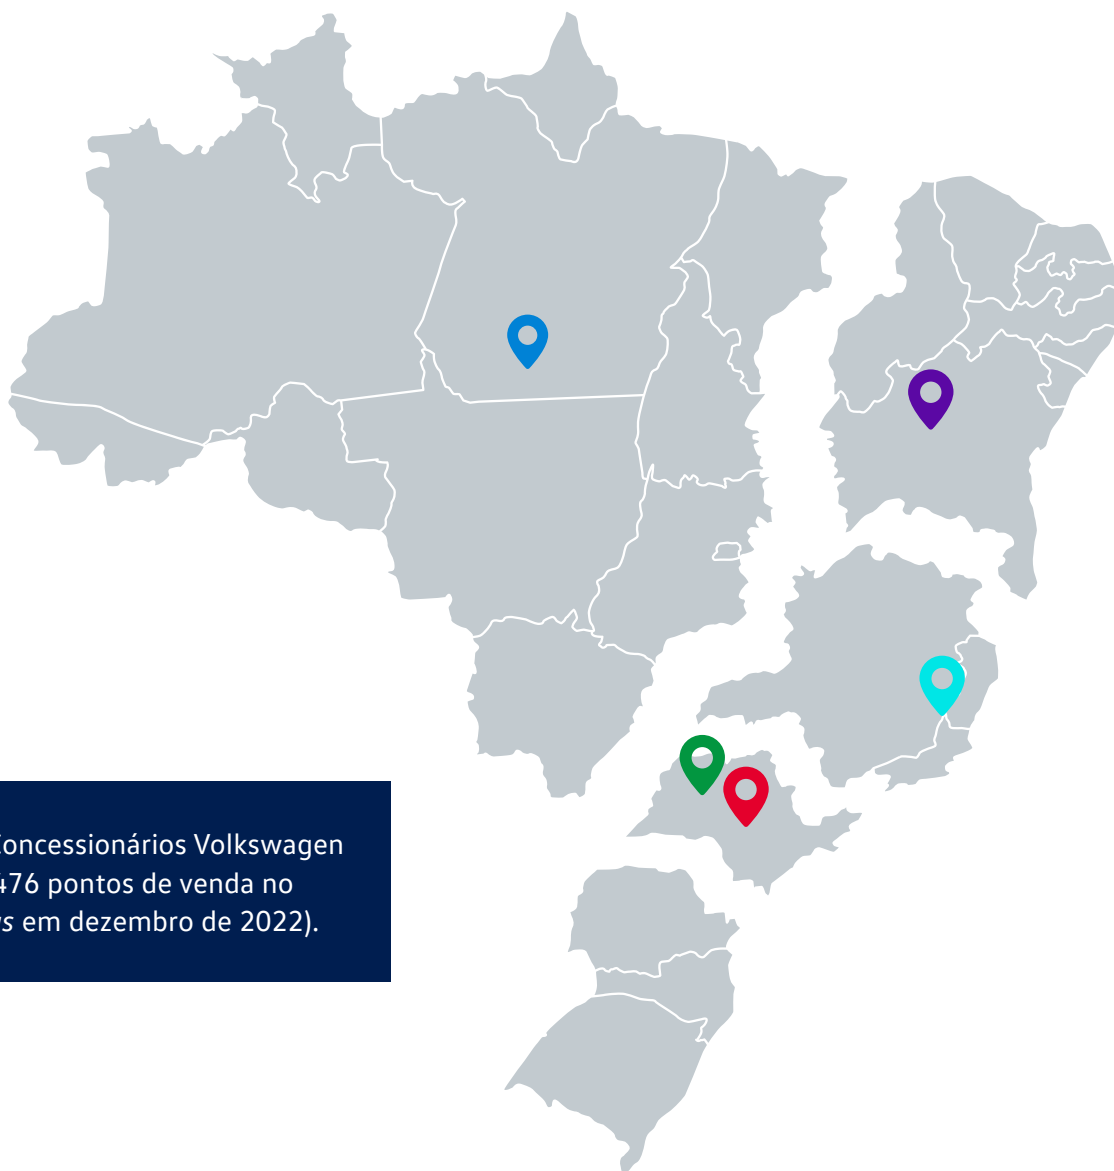 Concessionários Volkswagen
476 pontos de venda no
em dezembro de 2022).